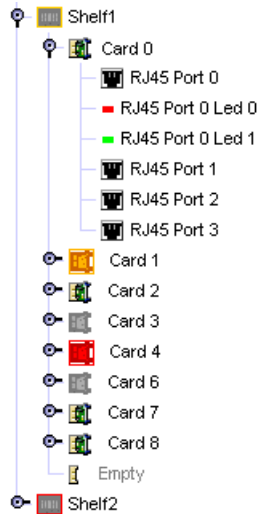 Shelf1
Card 0
RJ45 Port 0
RJ45 Port 0 Led 0
RJ45 Port 0 Led 1
RJ45 Port 1
RJ45 Port 2
RJ45 Port 3
Card 1
Card 2
Card 3
Card 4
Card 6
Card 7
Card 8
Empty
Shelf2